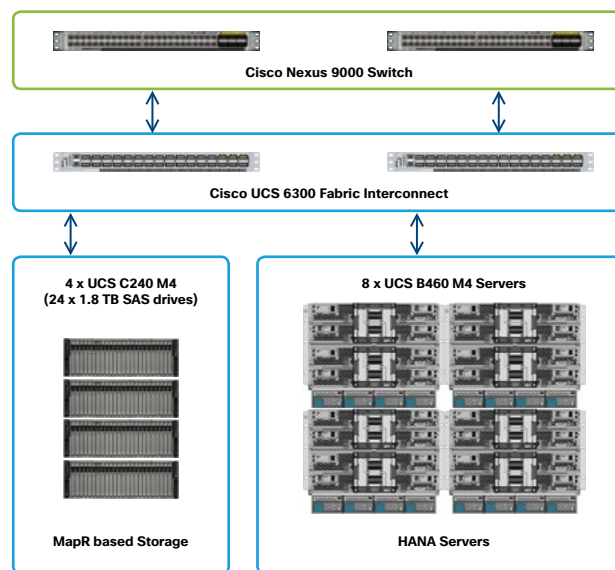 Cisco Nexus 9000 Switch
Cisco UCS 6300 Fabric Interconnect
4 x UCS C240 M4
(24 x 1.8 TB SAS drives)
MapR based Storage
8 x UCS B460 M4 Servers
HANA Servers